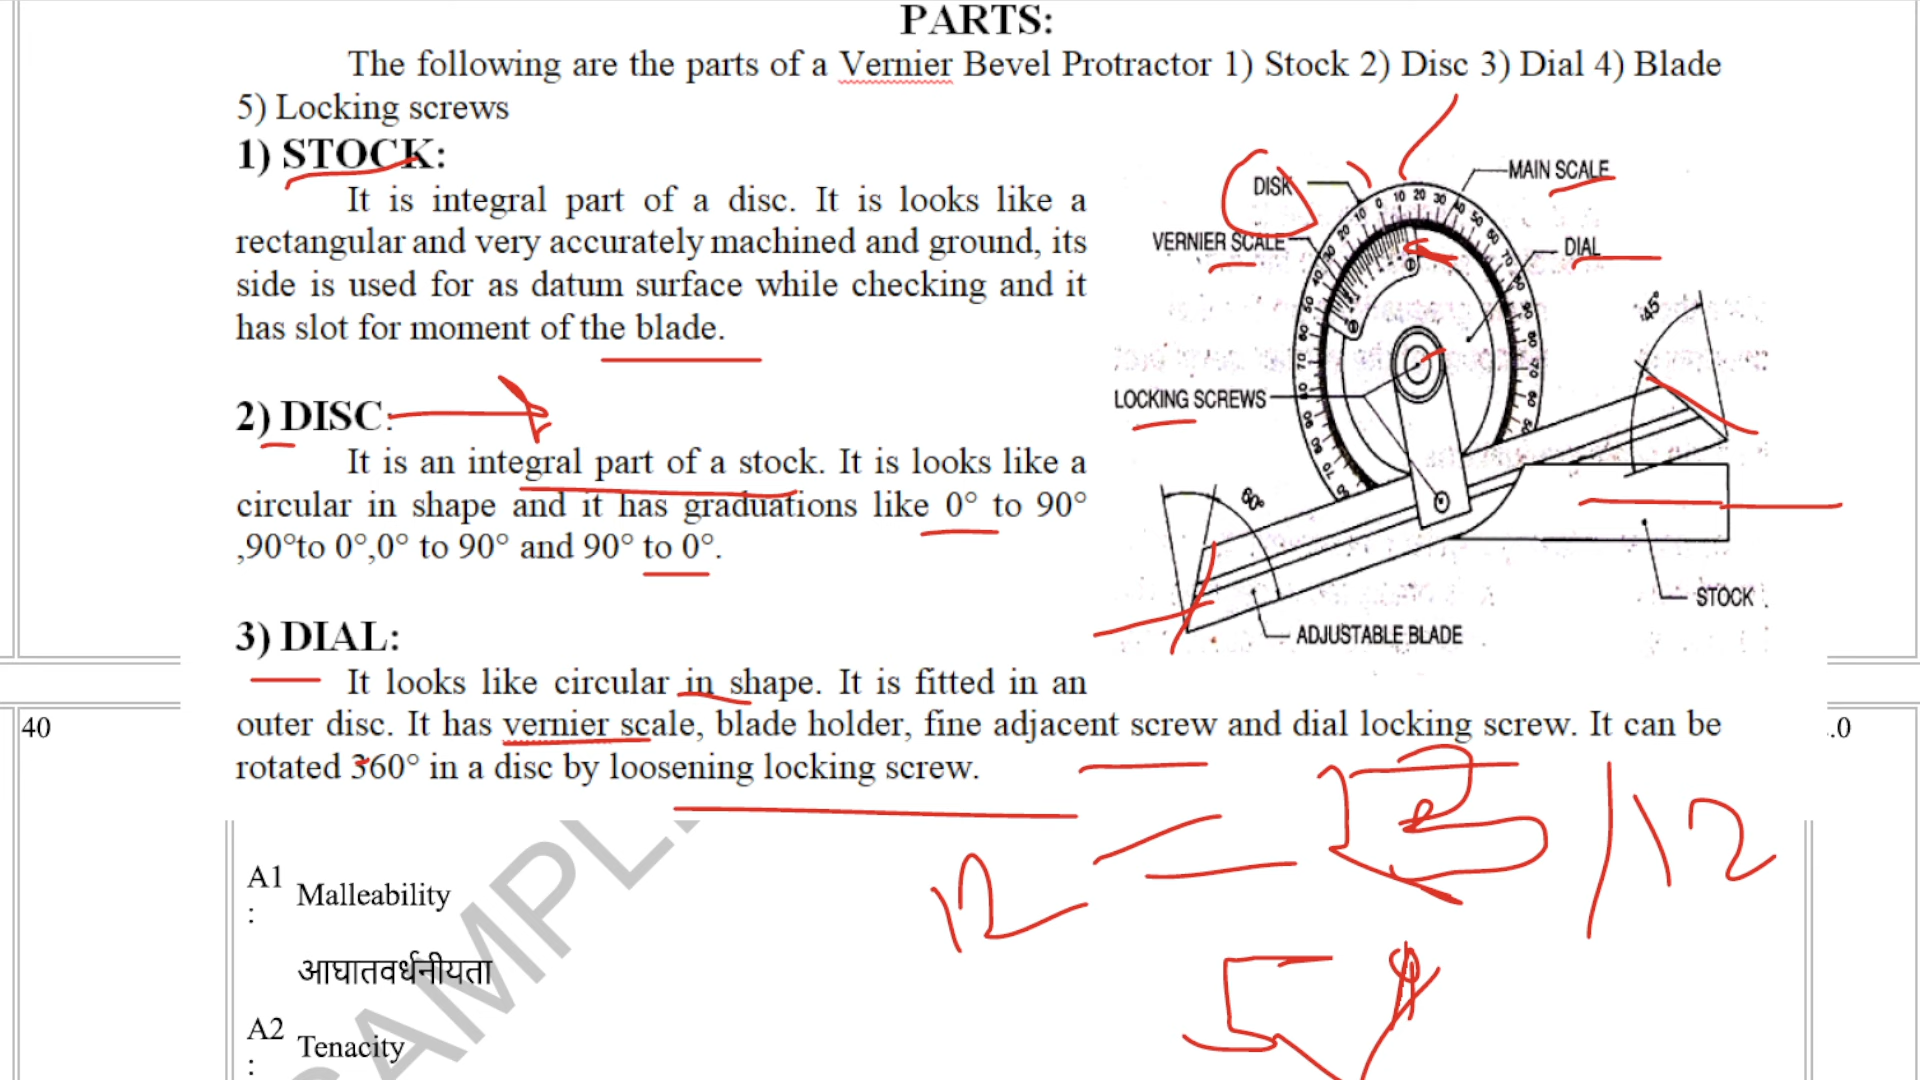 PARTS:
The following are the parts of a Vernier Bevel Protractor 1) Stock 2) Disc 3) Dial 4) Blade
5) Locking screws
1) STOCK:
It is integral part of a disc. It is looks like a
rectangular and very accurately machined and ground, its
side is used for as datum surface while checking and it
has slot for moment of the blade.
2) DISC:
It is an integral part of a stock. It is looks like a
circular in shape and it has graduations like 0° to 90°
,90°to 0°,0° to 90° and 90° to 0°.
3) DIAL:
It looks like circular in shape. It is fitted in an
outer disc. It has vernier scale, blade holder, fine adjacent screw and dial locking screw. It can be
rotated 360° in a disc by loosening locking screw.
MAIN SCALE
DISK
VERNIER SCALE
DIAL
45°
LOCKING SCREWS
60°
STOCK
ADJUSTABLE BLADE
40
.0
12
12
5
A1
:
Malleability
आघातवर्धनीयता
A2
:
Tenacity
SAMPL